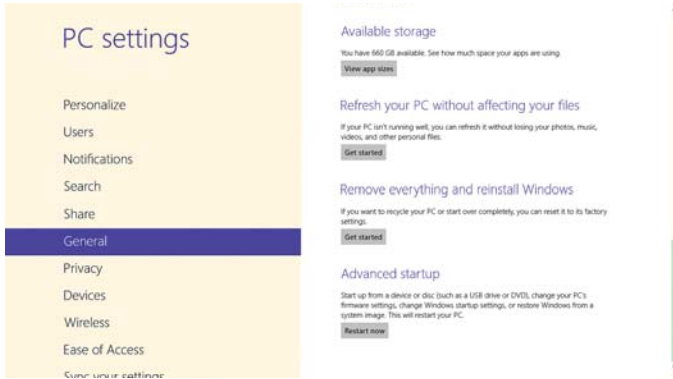 PC settings
Personalize
Users
Notifications
Search
Share
General
Privacy
Devices
Wireless
Ease of Access
Sync your settings
Available storage
You have 660 GB available. See how much space your apps are using.
View app sizes
Refresh your PC without affecting your files
If your PC isn't running well, you can refresh it without losing your photos, music,
videos, and other personal files.
Get started
Remove everything and reinstall Windows
If you want to recycle your PC or start over completely, you can reset it to its factory
settings.
Get started
Advanced startup
Start up from a device or disc (such as a USB drive or DVD), change your PC's
firmware settings, change Windows startup settings, or restore Windows from a
system image. This will restart your PC.
Restart now